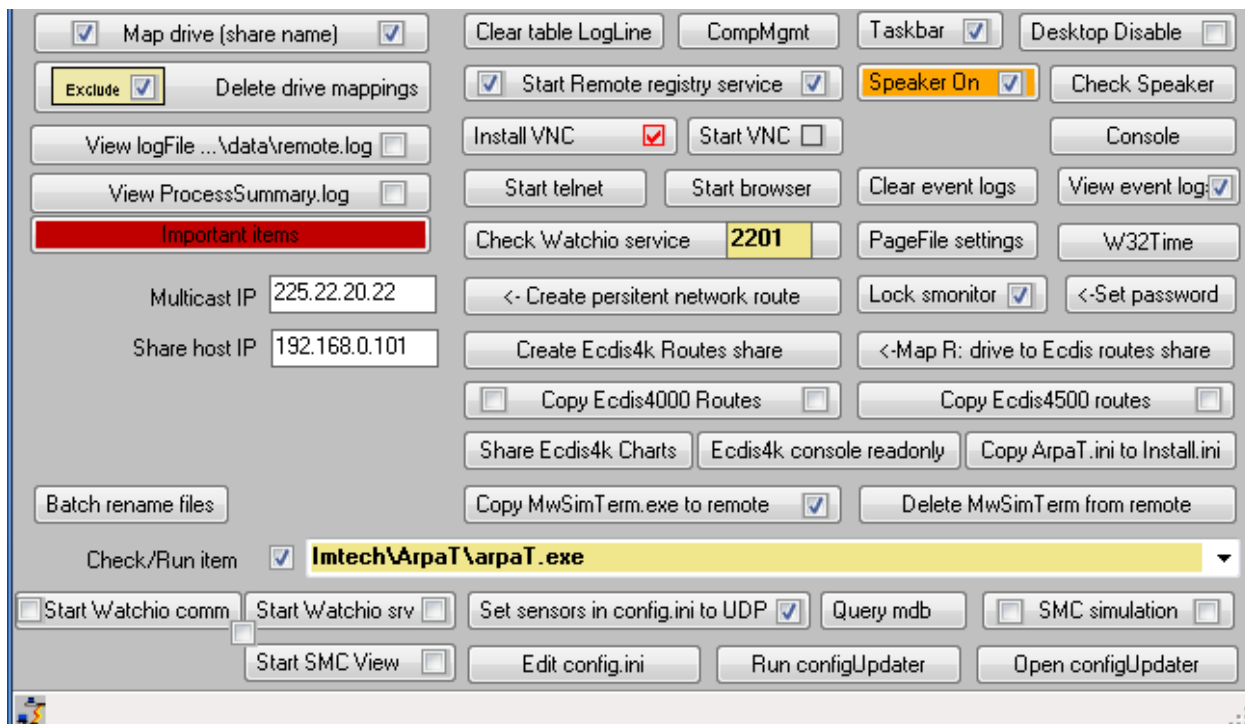 Map drive (share name)
Clear table LogLine
CompMgmt
Taskbar
Desktop Disable
Exclude
Delete drive mappings
Start Remote registry service
Speaker On
Check Speaker
View logFile ...\data\remote.log
Install VNC
Start VNC
Console
View ProcessSummary.log
Start telnet
Start browser
Clear event logs
View event logs
Important items
Check Watchio service
2201
PageFile settings
W32Time
Multicast IP
225.22.20.22
<- Create persitent network route
Lock smonitor
<-Set password
Share host IP
192.168.0.101
Create Ecdis4k Routes share
<-Map R: drive to Ecdis routes share
Copy Ecdis4000 Routes
Copy Ecdis4500 routes
Share Ecdis4k Charts
Ecdis4k console readonly
Copy ArpaT.ini to Install.ini
Batch rename files
Copy MwSimTerm.exe to remote
Delete MwSimTerm from remote
Check/Run item
Imtech\ArpaT\arpaT.exe
Start Watchio comm
Start Watchio srv
Set sensors in config.ini to UDP
Query mdb
SMC simulation
Start SMC View
Edit config.ini
Run configUpdater
Open configUpdater